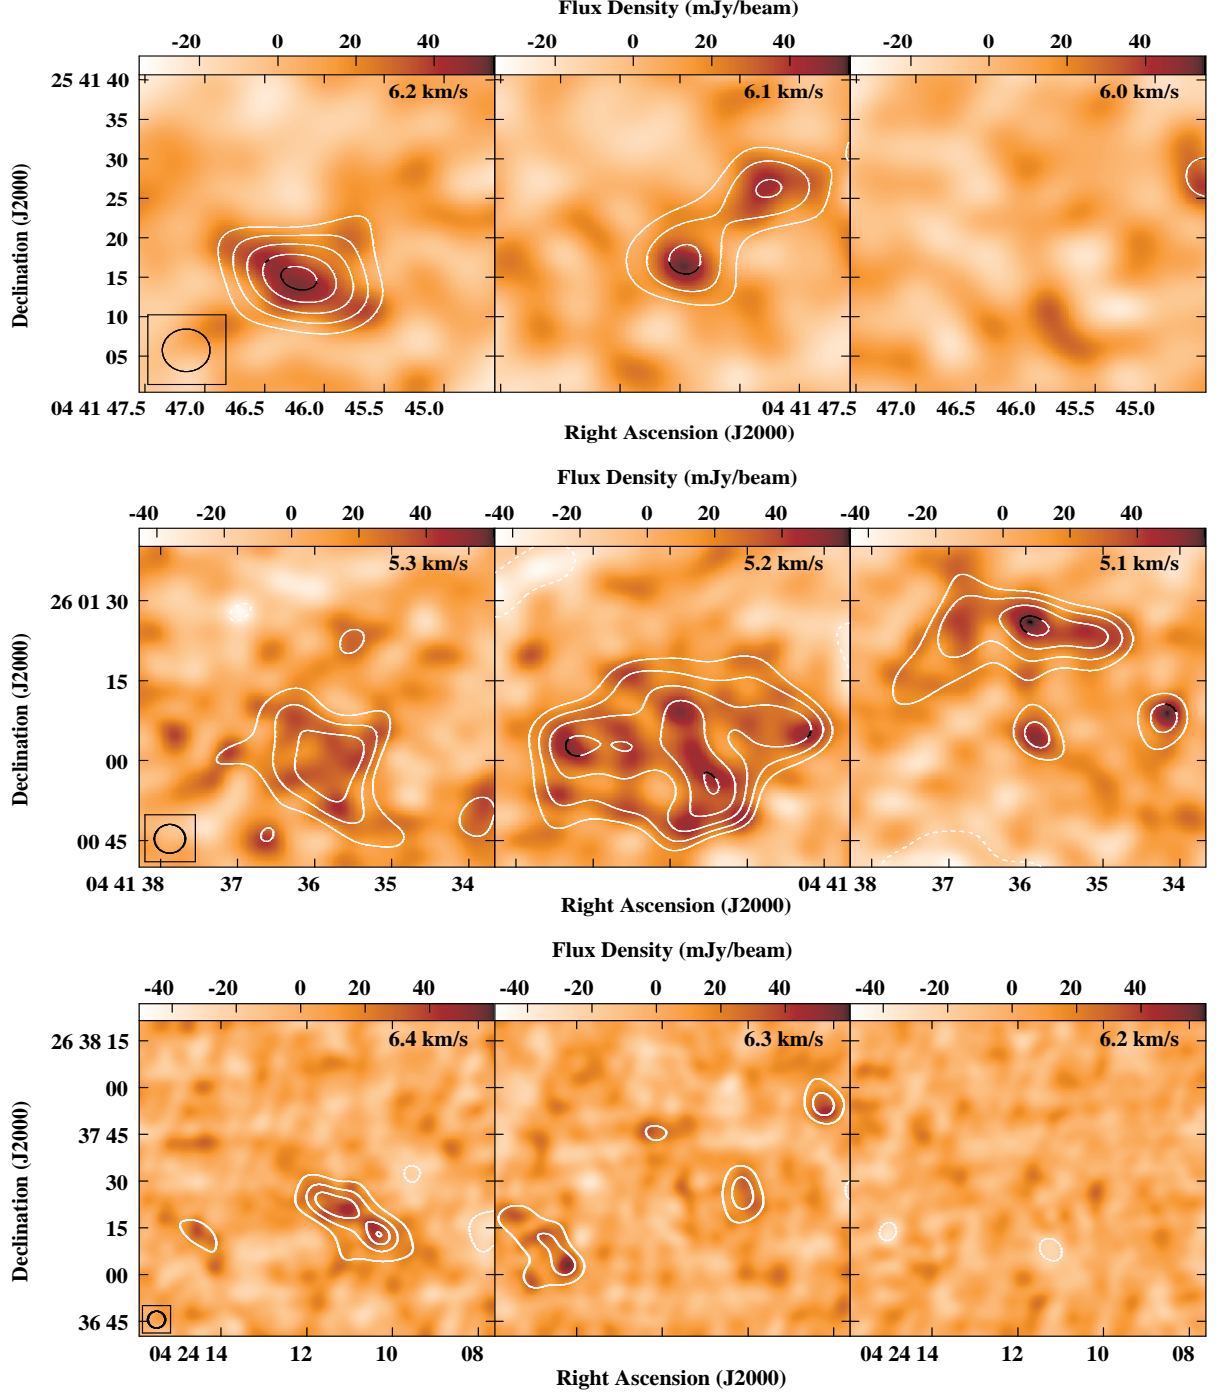 Flux Density (mJy/beam)
-20 0 20 40 -20 0 20 40 -20 0 20 40
25 41 40 6.2 km/s 6.1 km/s 6.0 km/s
35
30
25
20
15
10
05
Declination (J2000)
04 41 47.5 47.0 46.5 46.0 45.5 45.0 04 41 47.5 47.0 46.5 46.0 45.5 45.0
Right Ascension (J2000)
Flux Density (mJy/beam)
-40 -20 0 20 40 -40 -20 0 20 40 -40 -20 0 20 40
5.3 km/s 5.2 km/s 5.1 km/s
26 01 30
15
00
00 45
Declination (J2000)
04 41 38 37 36 35 34 04 41 38 37 36 35 34
Right Ascension (J2000)
Flux Density (mJy/beam)
-40 -20 0 20 40 -40 -20 0 20 40 -40 -20 0 20 40
26 38 15 6.4 km/s 6.3 km/s 6.2 km/s
00
37 45
30
15
00
36 45
Declination (J2000)
04 24 14 12 10 08 04 24 14 12 10 08
Right Ascension (J2000)